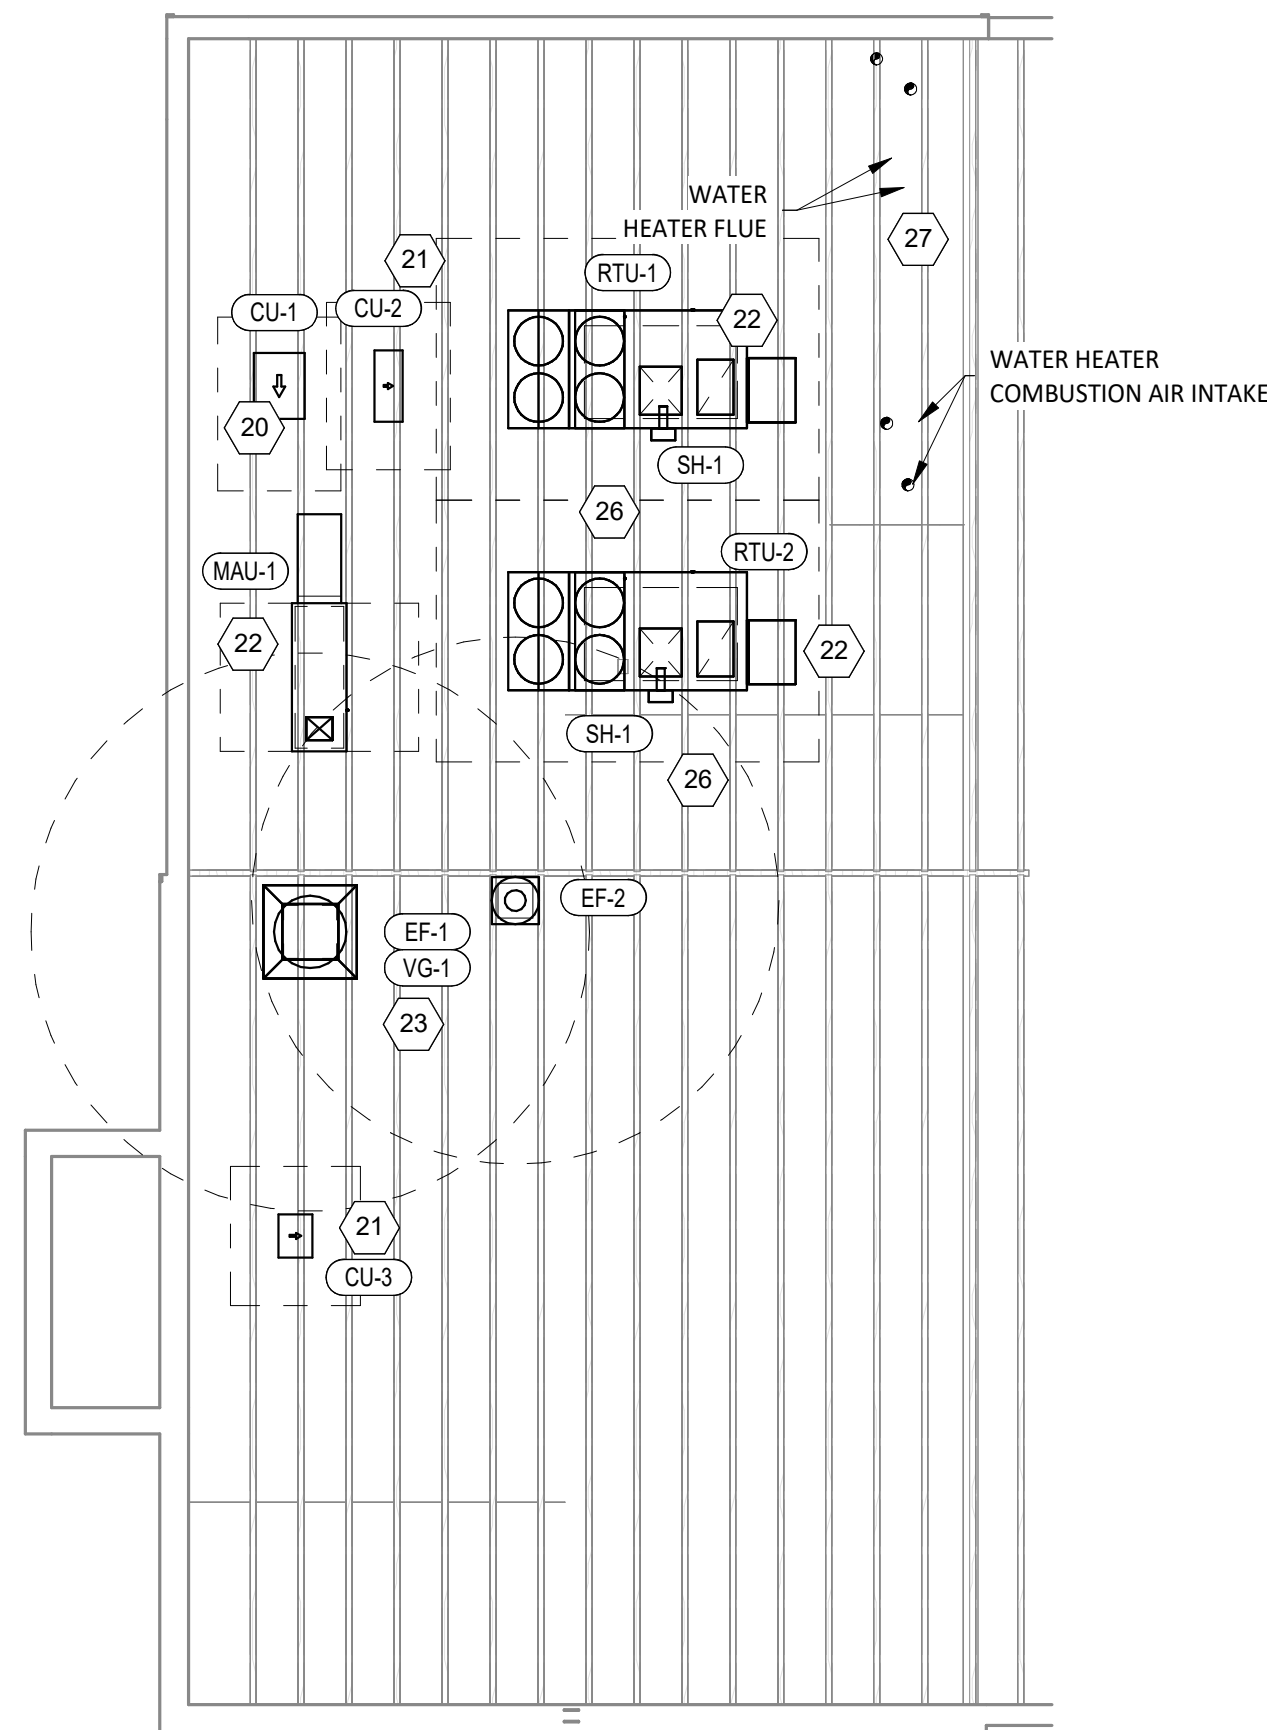 WATER
HEATER FLUE
27
21
RTU-1
CU-1
CU-2
22
WATER HEATER
COMBUSTION AIR INTAKE
20
SH-1
26
RTU-2
MAU-1
22
22
SH-1
26
EF-2
EF-1
VG-1
23
21
CU-3